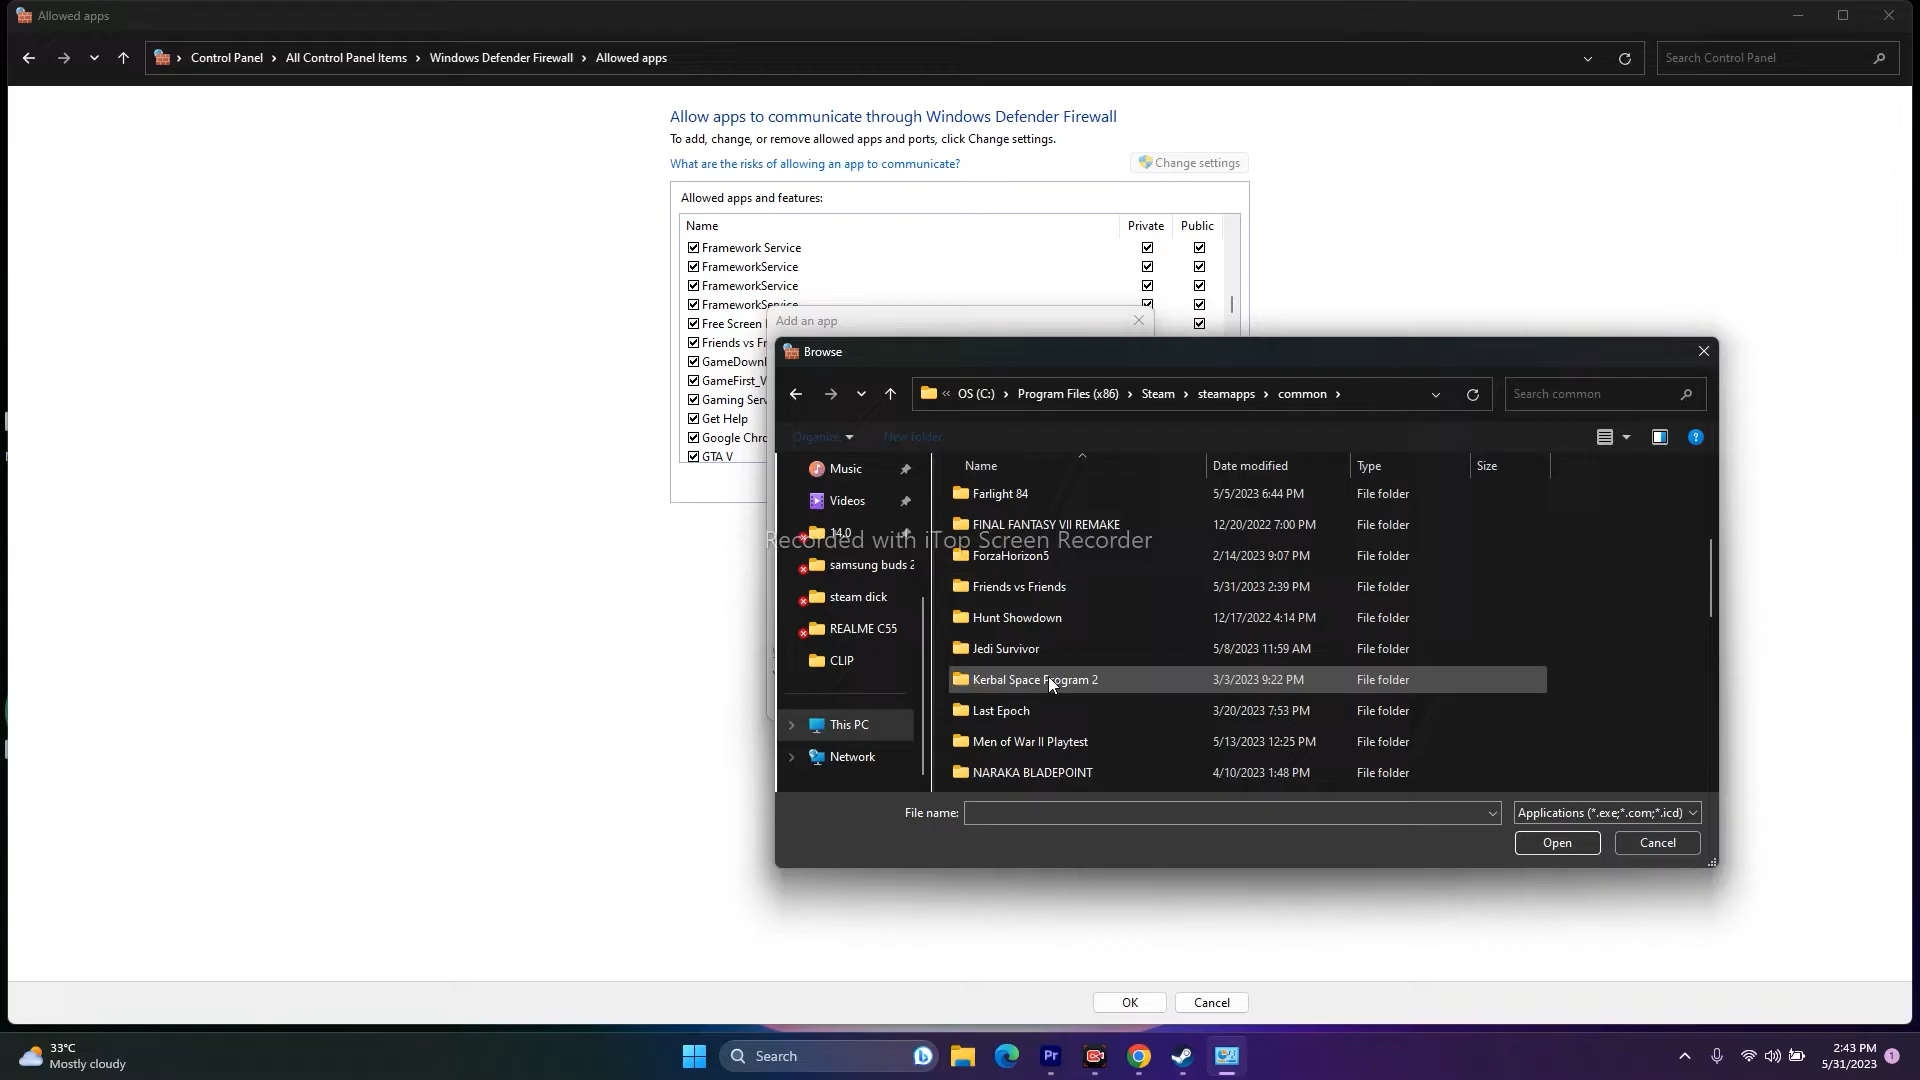 Allowed apps
Control Panel > All Control Panel Items > Windows Defender Firewall > Allowed apps
Search Control Panel
Allow apps to communicate through Windows Defender Firewall
To add, change, or remove allowed apps and ports, click Change settings.
What are the risks of allowing an app to communicate?
Change settings
Allowed apps and features:
Name Private Public
Framework Service
FrameworkService
FrameworkService
FrameworkService
Free Screen
Friends vs Fr
GameDownl
GameFirst_V
Gaming Serv
Get Help
Google Chro
GTA V
Add an app
Browse
« OS (C:) > Program Files (x86) > Steam > steamapps > common >
Search common
Organize New folder
Music
Videos
14.0
samsung buds 2
steam dick
REALME C55
CLIP
This PC
Network
Name Date modified Type Size
Farlight 84 5/5/2023 6:44 PM File folder
FINAL FANTASY VII REMAKE 12/20/2022 7:00 PM File folder
Recorded with iTop Screen Recorder
ForzaHorizon5 2/14/2023 9:07 PM File folder
Friends vs Friends 5/31/2023 2:39 PM File folder
Hunt Showdown 12/17/2022 4:14 PM File folder
Jedi Survivor 5/8/2023 11:59 AM File folder
Kerbal Space Program 2 3/3/2023 9:22 PM File folder
Last Epoch 3/20/2023 7:53 PM File folder
Men of War II Playtest 5/13/2023 12:25 PM File folder
NARAKA BLADEPOINT 4/10/2023 1:48 PM File folder
File name:
Applications (*.exe;*.com;*.icd)
Open Cancel
OK Cancel
33°C
Mostly cloudy
Search
Pr
2:43 PM
5/31/2023
1